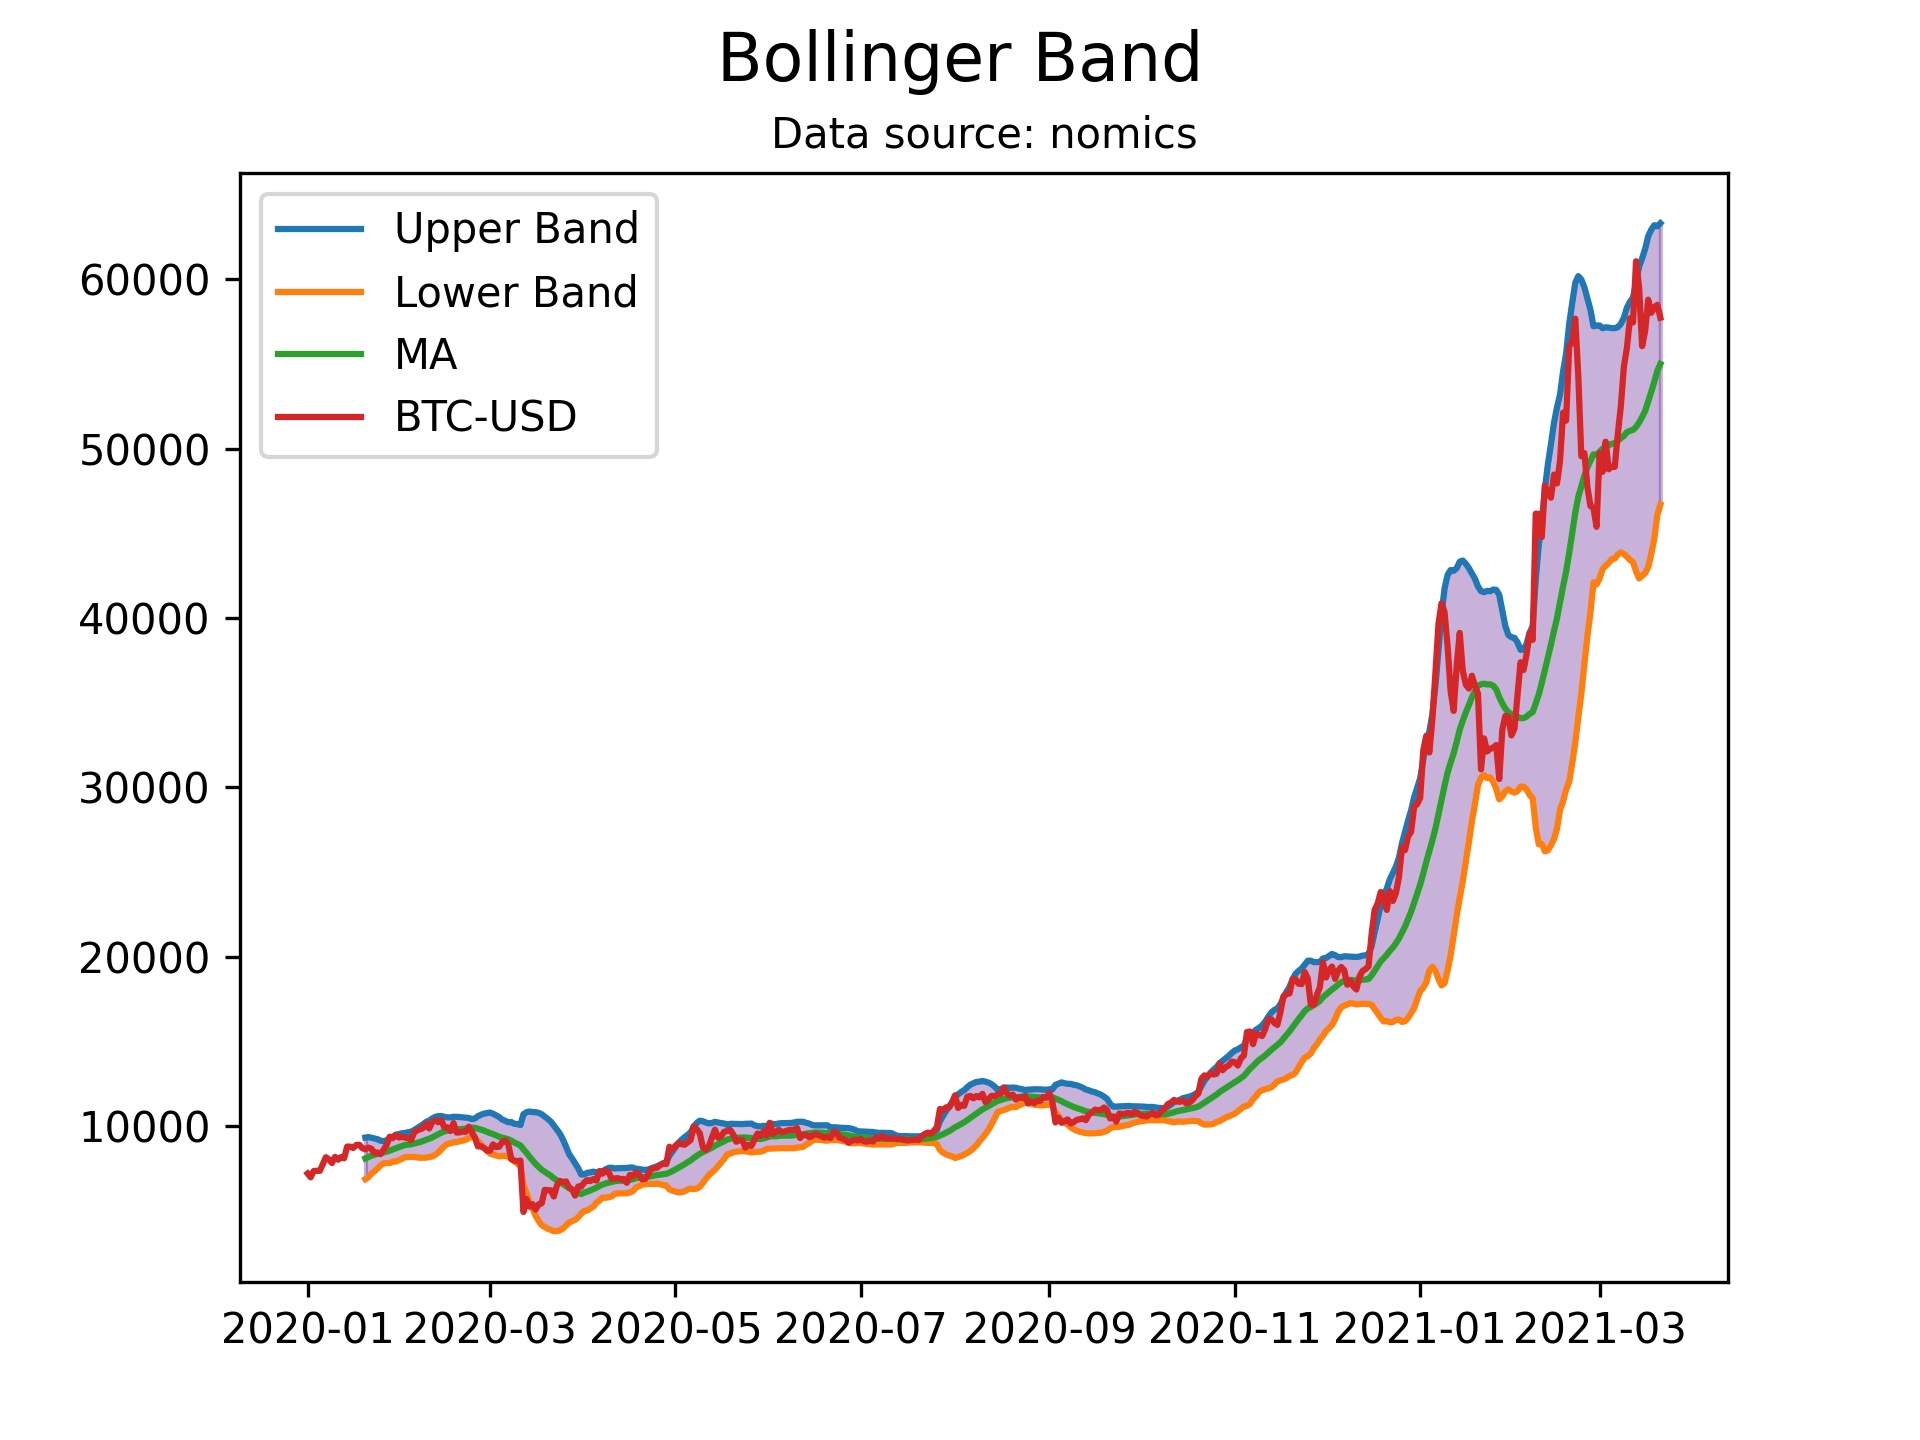 Bollinger Band
Data source: nomics
Upper Band
Lower Band
MA
BTC-USD
60000
50000
40000
30000
20000
10000
2020-01 2020-03 2020-05 2020-07 2020-09 2020-11 2021-01 2021-03